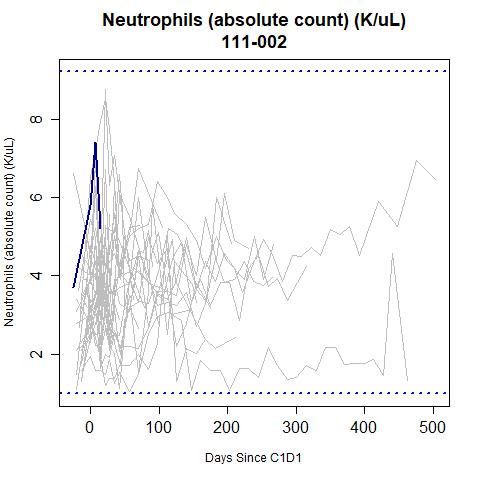 Neutrophils (absolute count) (K/uL)
111-002
Neutrophils (absolute count) (K/uL)
8
6
4
2
0 100 200 300 400 500
Days Since C1D1